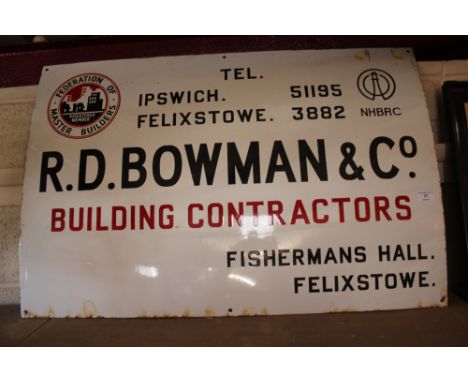 FEDERATION OF
MASTER BUILDERS
REGISTERED
MEMBER
TEL.
IPSWICH. 51195
FELIXSTOWE. 3882
NHBRC
R.D. BOWMAN & Co.
BUILDING CONTRACTORS
FISHERMANS HALL.
FELIXSTOWE.